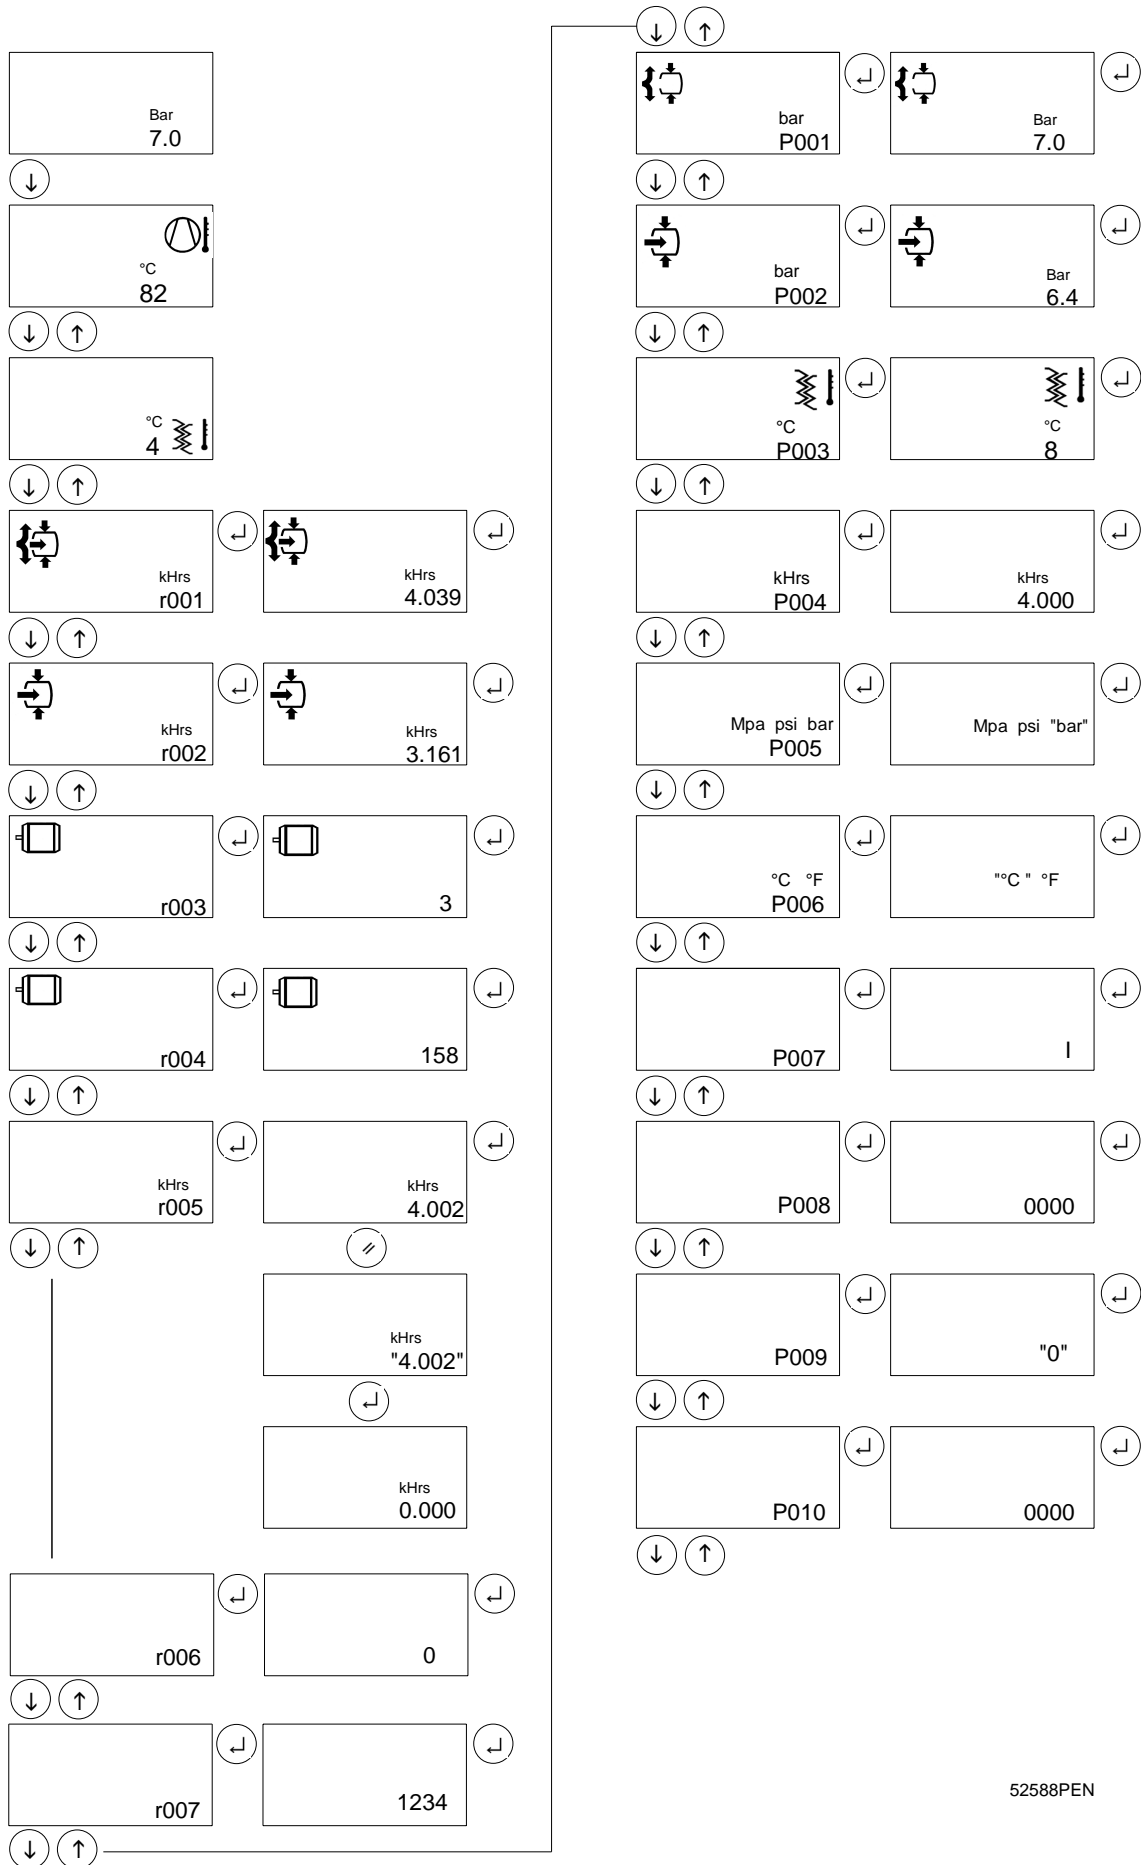 Bar
7.0
°C
82
°C
4
kHrs
r001
kHrs
4.039
kHrs
r002
kHrs
3.161
r003
3
r004
158
kHrs
r005
kHrs
4.002
kHrs
"4.002"
kHrs
0.000
r006
0
r007
1234
bar
P001
Bar
7.0
bar
P002
Bar
6.4
°C
P003
°C
8
kHrs
P004
kHrs
4.000
Mpa psi bar
P005
Mpa psi "bar"
°C °F
P006
"°C " °F
P007
I
P008
0000
P009
"0"
P010
0000
52588PEN